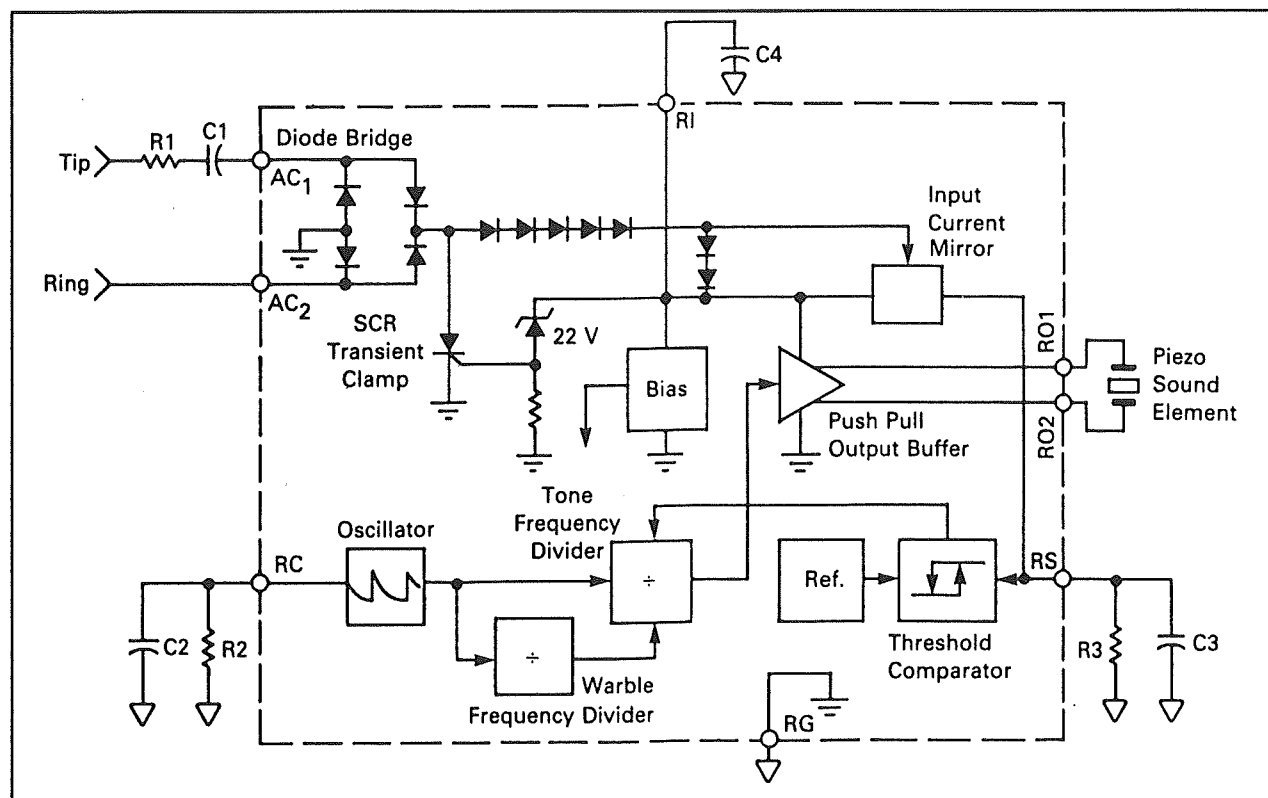 C4
RI
R1
C1
Diode Bridge
Tip
AC1
Input
Current
Mirror
Ring
AC2
SCR
Transient
Clamp
22 V
Bias
RO1
Piezo
Sound
Element
RO2
Push Pull
Output Buffer
Tone
Frequency
Divider
Oscillator
RC
÷
Ref.
RS
C2
R2
÷
Warble
Frequency Divider
Threshold
Comparator
R3
C3
RG